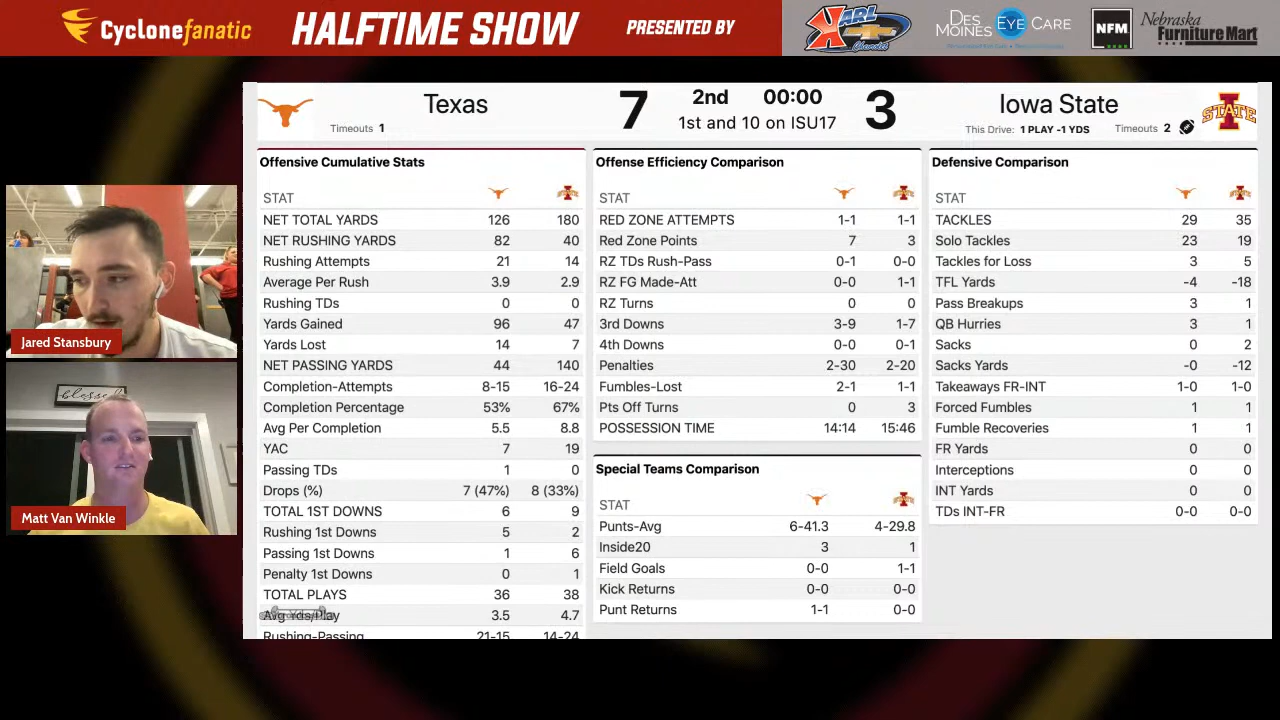 Cyclonefanatic
HALFTIME SHOW
PRESENTED BY
KARL
Chevrolet
DES MOINES EYE CARE
NFM
Nebraska Furniture Mart
Texas
Timeouts 1
7
2nd 00:00
1st and 10 on ISU17
3
Iowa State
This Drive: 1 PLAY -1 YDS Timeouts 2
STATE
Offensive Cumulative Stats
STAT
NET TOTAL YARDS 126 180
NET RUSHING YARDS 82 40
Rushing Attempts 21 14
Average Per Rush 3.9 2.9
Rushing TDs 0 0
Yards Gained 96 47
Yards Lost 14 7
NET PASSING YARDS 44 140
Completion-Attempts 8-15 16-24
Completion Percentage 53% 67%
Avg Per Completion 5.5 8.8
YAC 7 19
Passing TDs 1 0
Drops (%) 7 (47%) 8 (33%)
TOTAL 1ST DOWNS 6 9
Rushing 1st Downs 5 2
Passing 1st Downs 1 6
Penalty 1st Downs 0 1
TOTAL PLAYS 36 38
Avg Yds/Play 3.5 4.7
Rushing-Passing 21-15 14-24
Offense Efficiency Comparison
STAT
RED ZONE ATTEMPTS 1-1 1-1
Red Zone Points 7 3
RZ TDs Rush-Pass 0-1 0-0
RZ FG Made-Att 0-0 1-1
RZ Turns 0 0
3rd Downs 3-9 1-7
4th Downs 0-0 0-1
Penalties 2-30 2-20
Fumbles-Lost 2-1 1-1
Pts Off Turns 0 3
POSSESSION TIME 14:14 15:46
Special Teams Comparison
STAT
Punts-Avg 6-41.3 4-29.8
Inside20 3 1
Field Goals 0-0 1-1
Kick Returns 0-0 0-0
Punt Returns 1-1 0-0
Defensive Comparison
STAT
TACKLES 29 35
Solo Tackles 23 19
Tackles for Loss 3 5
TFL Yards -4 -18
Pass Breakups 3 1
QB Hurries 3 1
Sacks 0 2
Sacks Yards -0 -12
Takeaways FR-INT 1-0 1-0
Forced Fumbles 1 1
Fumble Recoveries 1 1
FR Yards 0 0
Interceptions 0 0
INT Yards 0 0
TDs INT-FR 0-0 0-0
Jared Stansbury
blessed
Matt Van Winkle